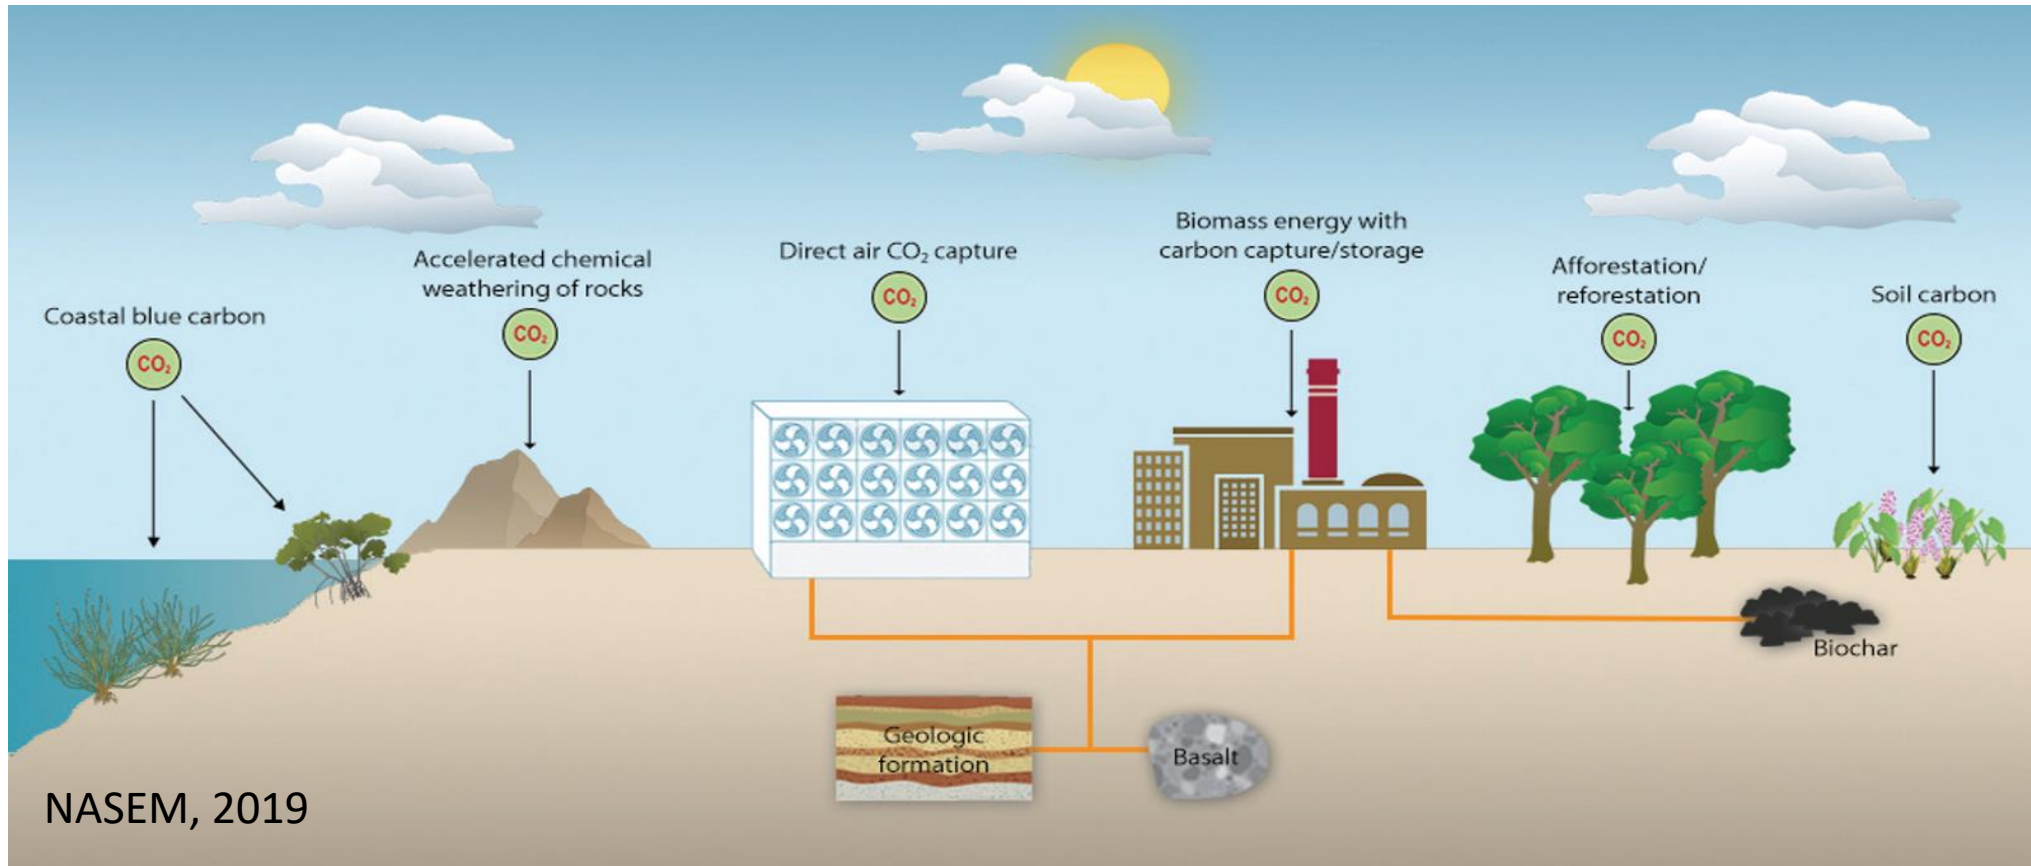 Coastal blue carbon
CO₂
Accelerated chemical
weathering of rocks
CO₂
Direct air CO₂ capture
CO₂
Biomass energy with
carbon capture/storage
CO₂
Afforestation/
reforestation
CO₂
Soil carbon
CO₂
Biochar
Geologic
formation
Basalt
NASEM, 2019